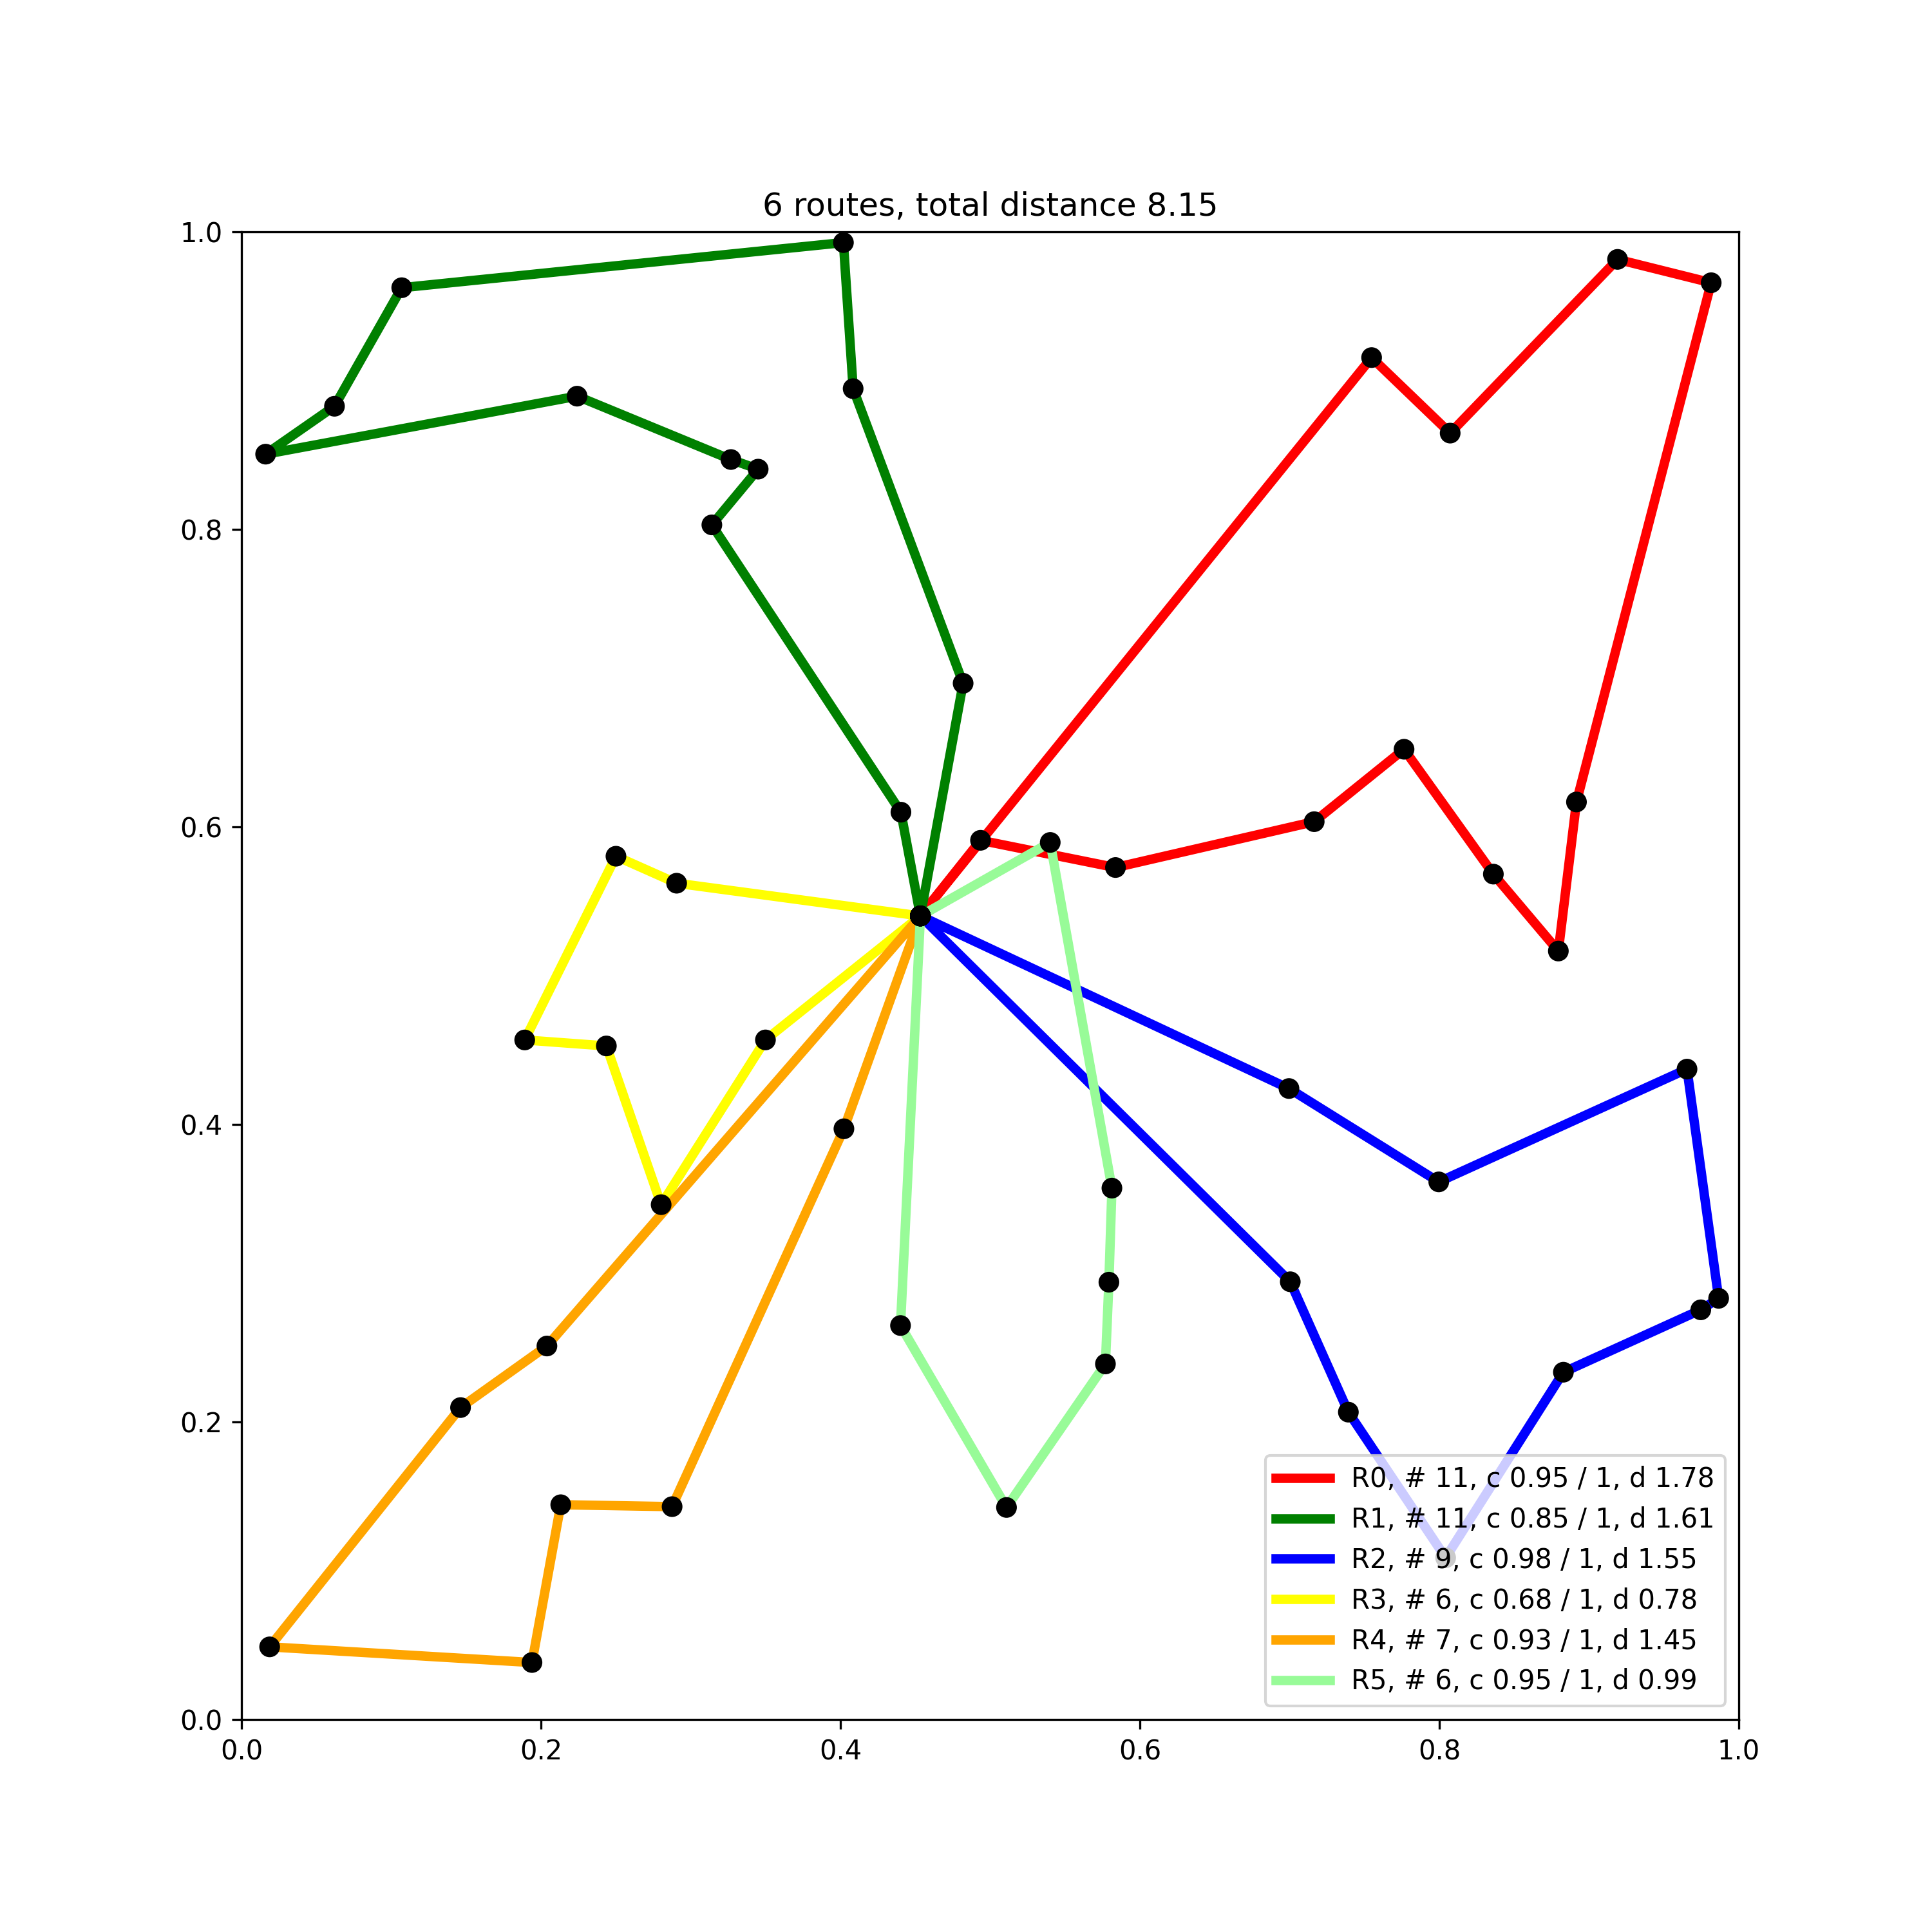 6 routes, total distance 8.15
1.0
0.8
0.6
0.4
0.2
0.0
0.0 0.2 0.4 0.6 0.8 1.0
R0, # 11, c 0.95 / 1, d 1.78
R1, # 11, c 0.85 / 1, d 1.61
R2, # 9, c 0.98 / 1, d 1.55
R3, # 6, c 0.68 / 1, d 0.78
R4, # 7, c 0.93 / 1, d 1.45
R5, # 6, c 0.95 / 1, d 0.99